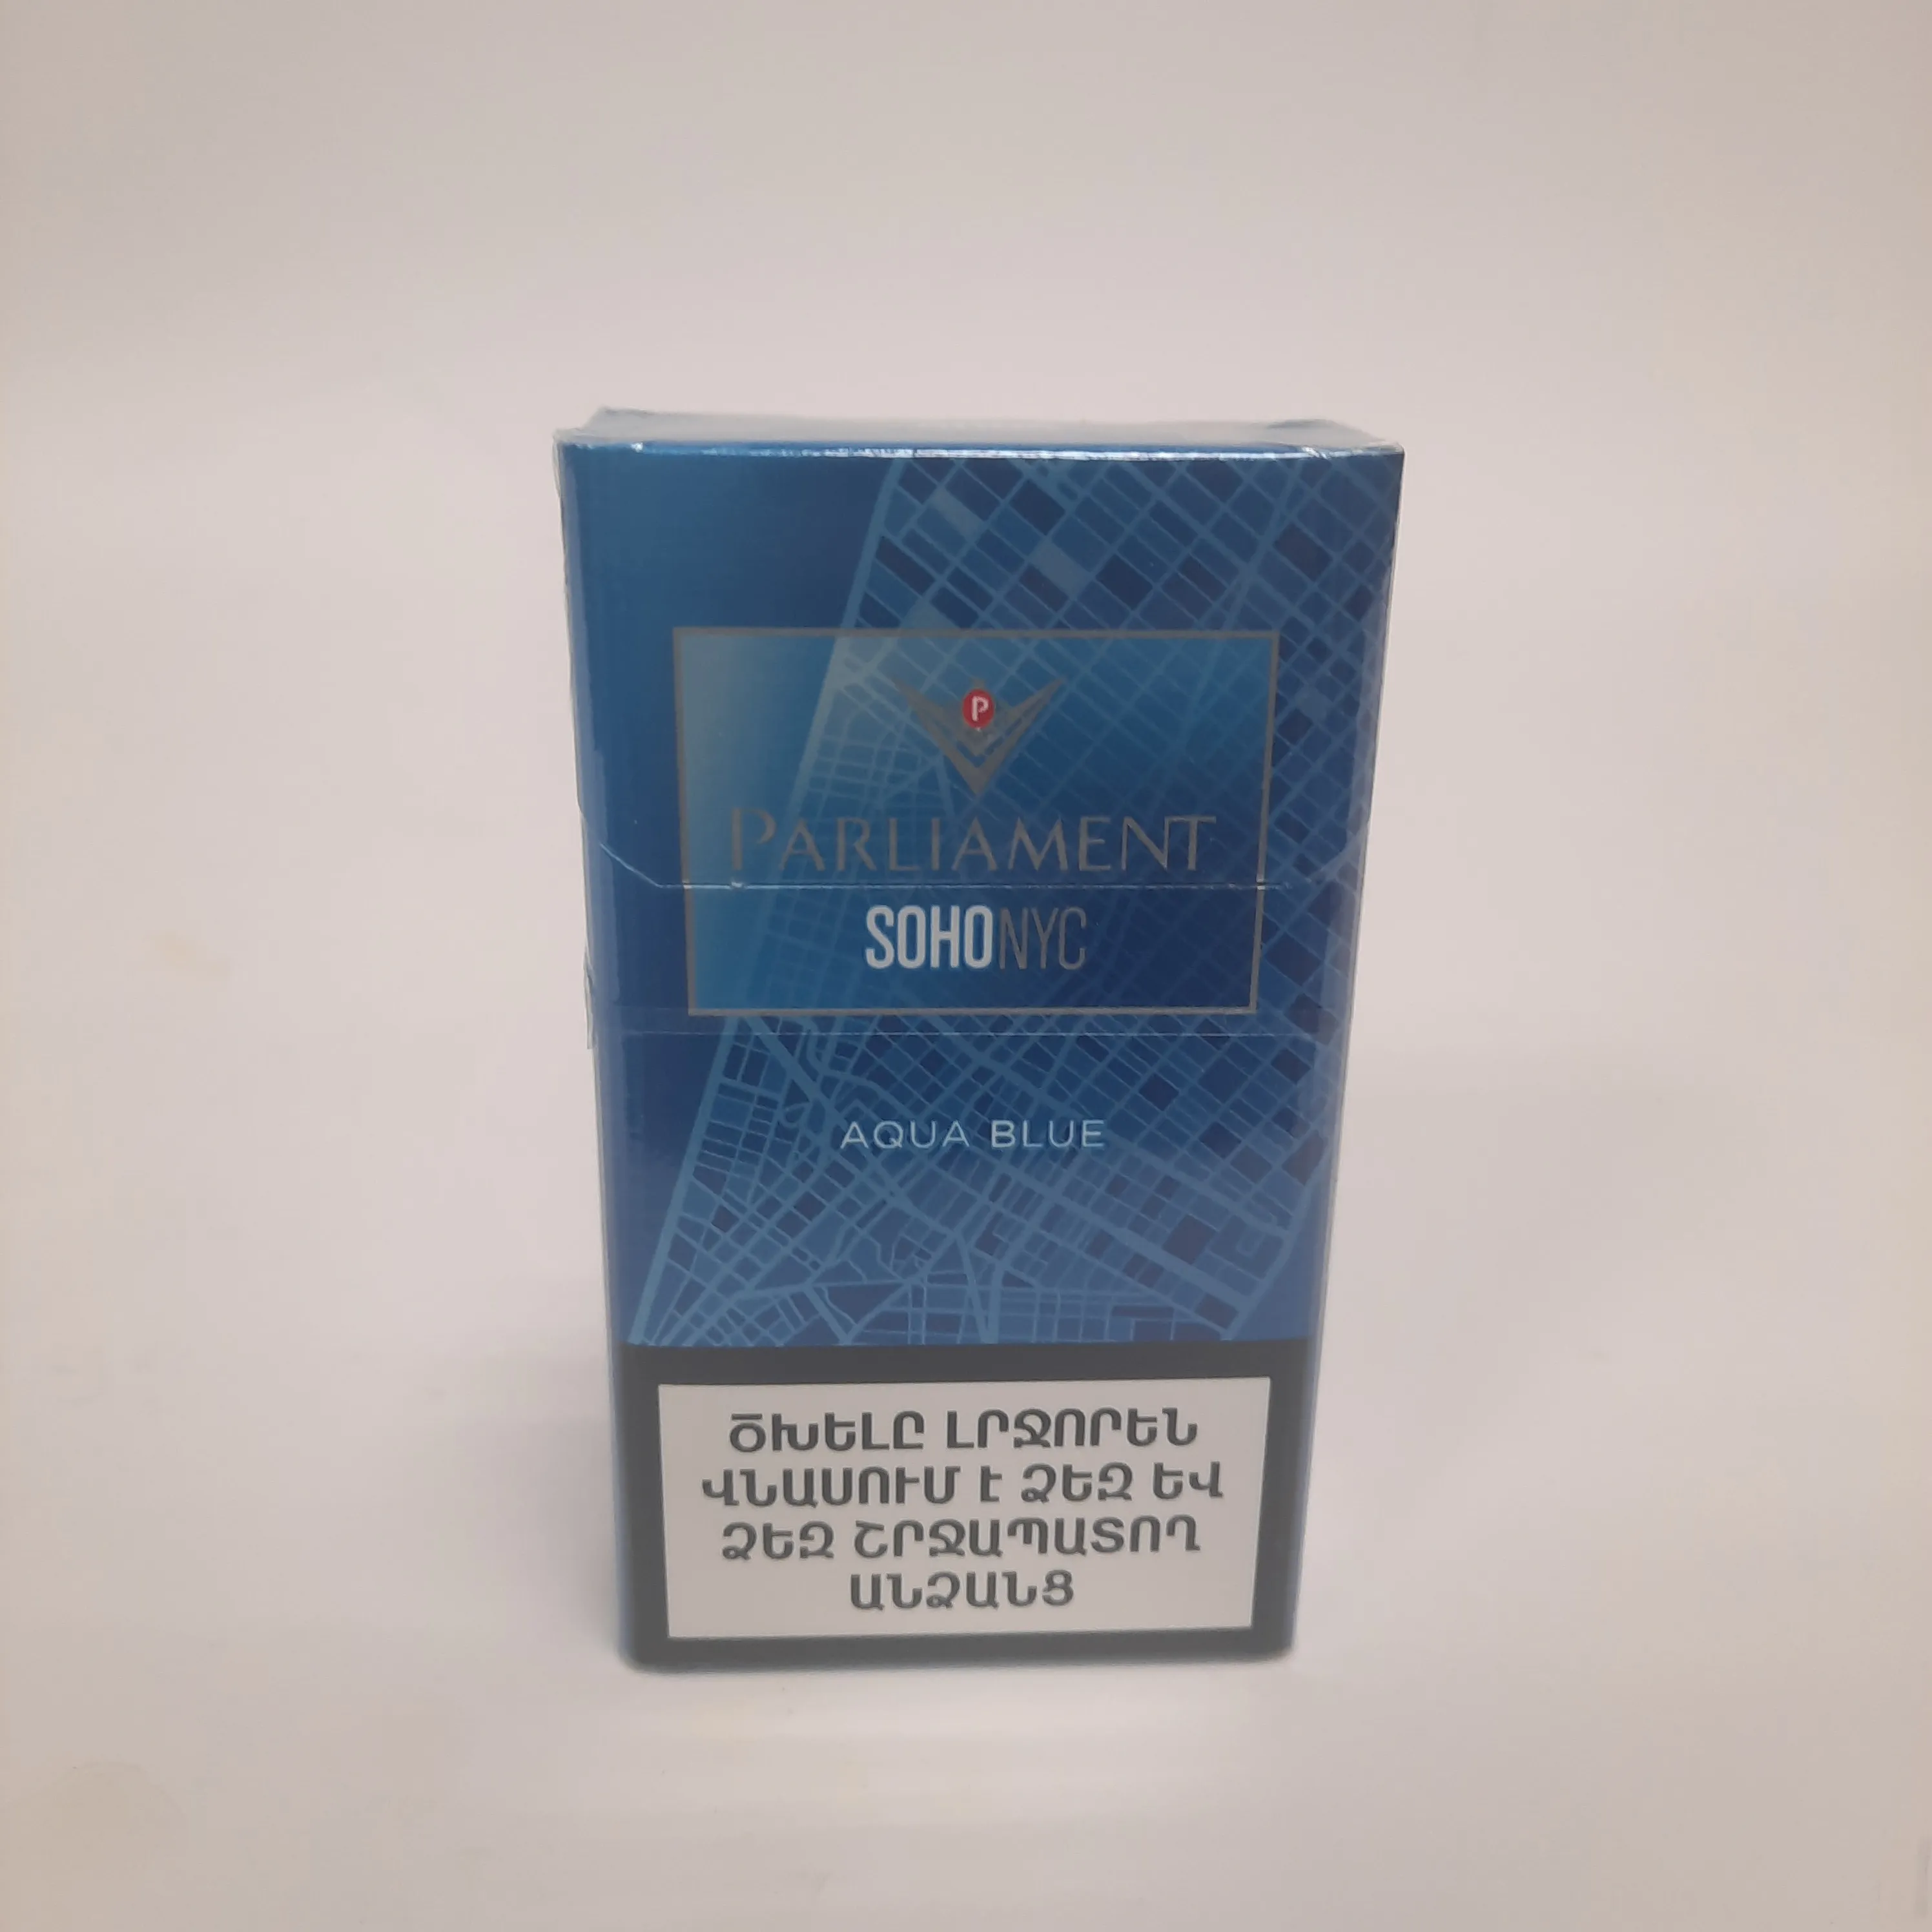 P
PARLIAMENT
SOHONYC
AQUA BLUE
ԾԽԵԼԸ ԼՐՋՈՐԵՆ
ՎՆԱՍՈՒՄ Է ՁԵԶ ԵՎ
ՁԵԶ ՇՐՋԱՊԱՏՈՂ
ԱՆՁԱՆՑ